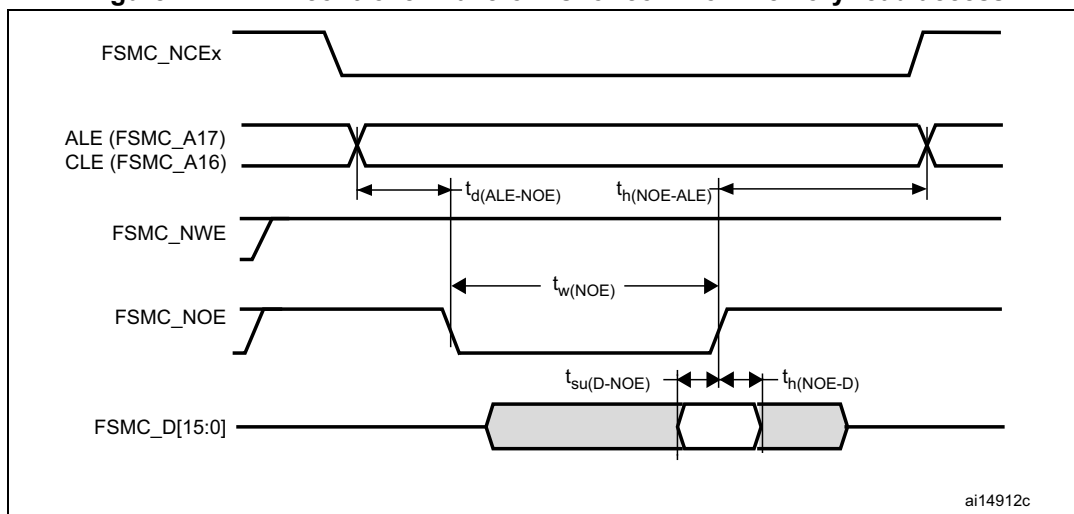 FSMC_NCEx
ALE (FSMC_A17)
CLE (FSMC_A16)
td(ALE-NOE)
th(NOE-ALE)
FSMC_NWE
tw(NOE)
FSMC_NOE
tsu(D-NOE)
th(NOE-D)
FSMC_D[15:0]
ai14912c